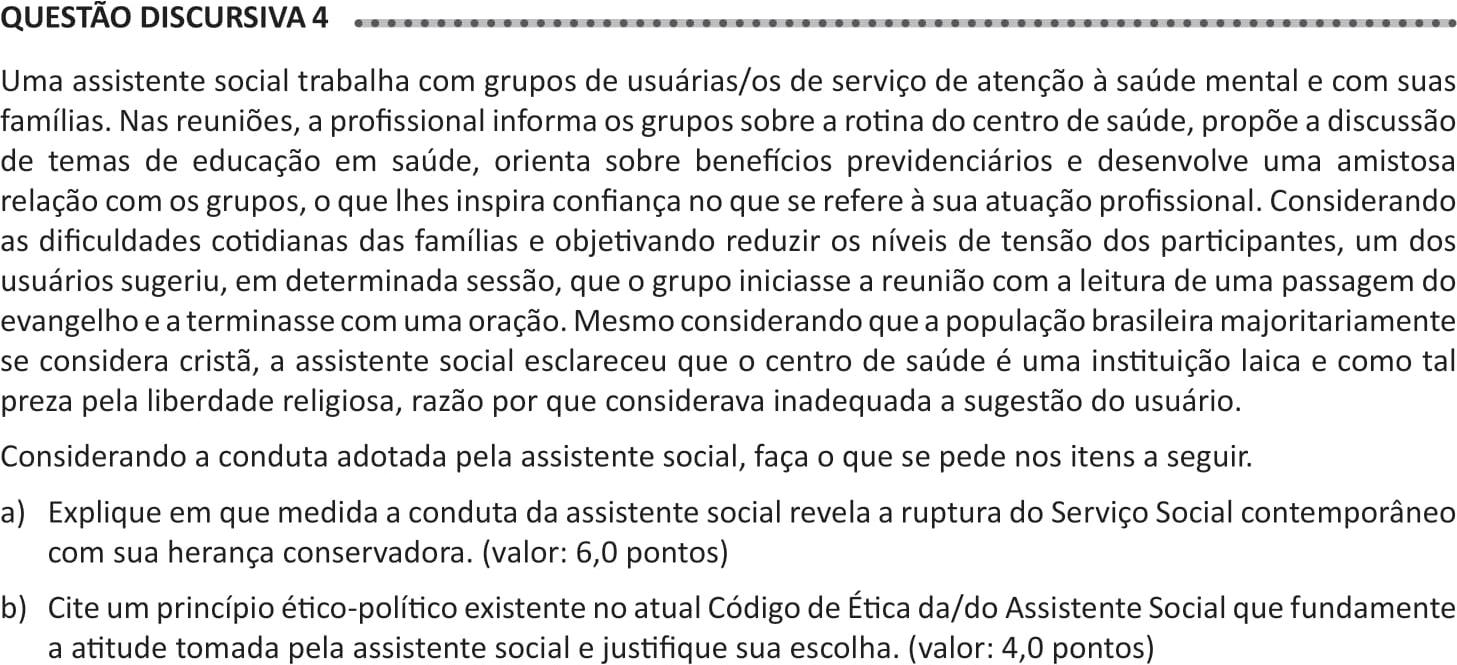 QUESTÃO DISCURSIVA 4
Uma assistente social trabalha com grupos de usuárias/os de serviço de atenção à saúde mental e com suas
famílias. Nas reuniões, a profissional informa os grupos sobre a rotina do centro de saúde, propõe a discussão
de temas de educação em saúde, orienta sobre benefícios previdenciários e desenvolve uma amistosa
relação com os grupos, o que lhes inspira confiança no que se refere à sua atuação profissional. Considerando
as dificuldades cotidianas das famílias e objetivando reduzir os níveis de tensão dos participantes, um dos
usuários sugeriu, em determinada sessão, que o grupo iniciasse a reunião com a leitura de uma passagem do
evangelho e a terminasse com uma oração. Mesmo considerando que a população brasileira majoritariamente
se considera cristã, a assistente social esclareceu que o centro de saúde é uma instituição laica e como tal
preza pela liberdade religiosa, razão por que considerava inadequada a sugestão do usuário.
Considerando a conduta adotada pela assistente social, faça o que se pede nos itens a seguir.
a) Explique em que medida a conduta da assistente social revela a ruptura do Serviço Social contemporâneo
com sua herança conservadora. (valor: 6,0 pontos)
b) Cite um princípio ético-político existente no atual Código de Ética da/do Assistente Social que fundamente
a atitude tomada pela assistente social e justifique sua escolha. (valor: 4,0 pontos)